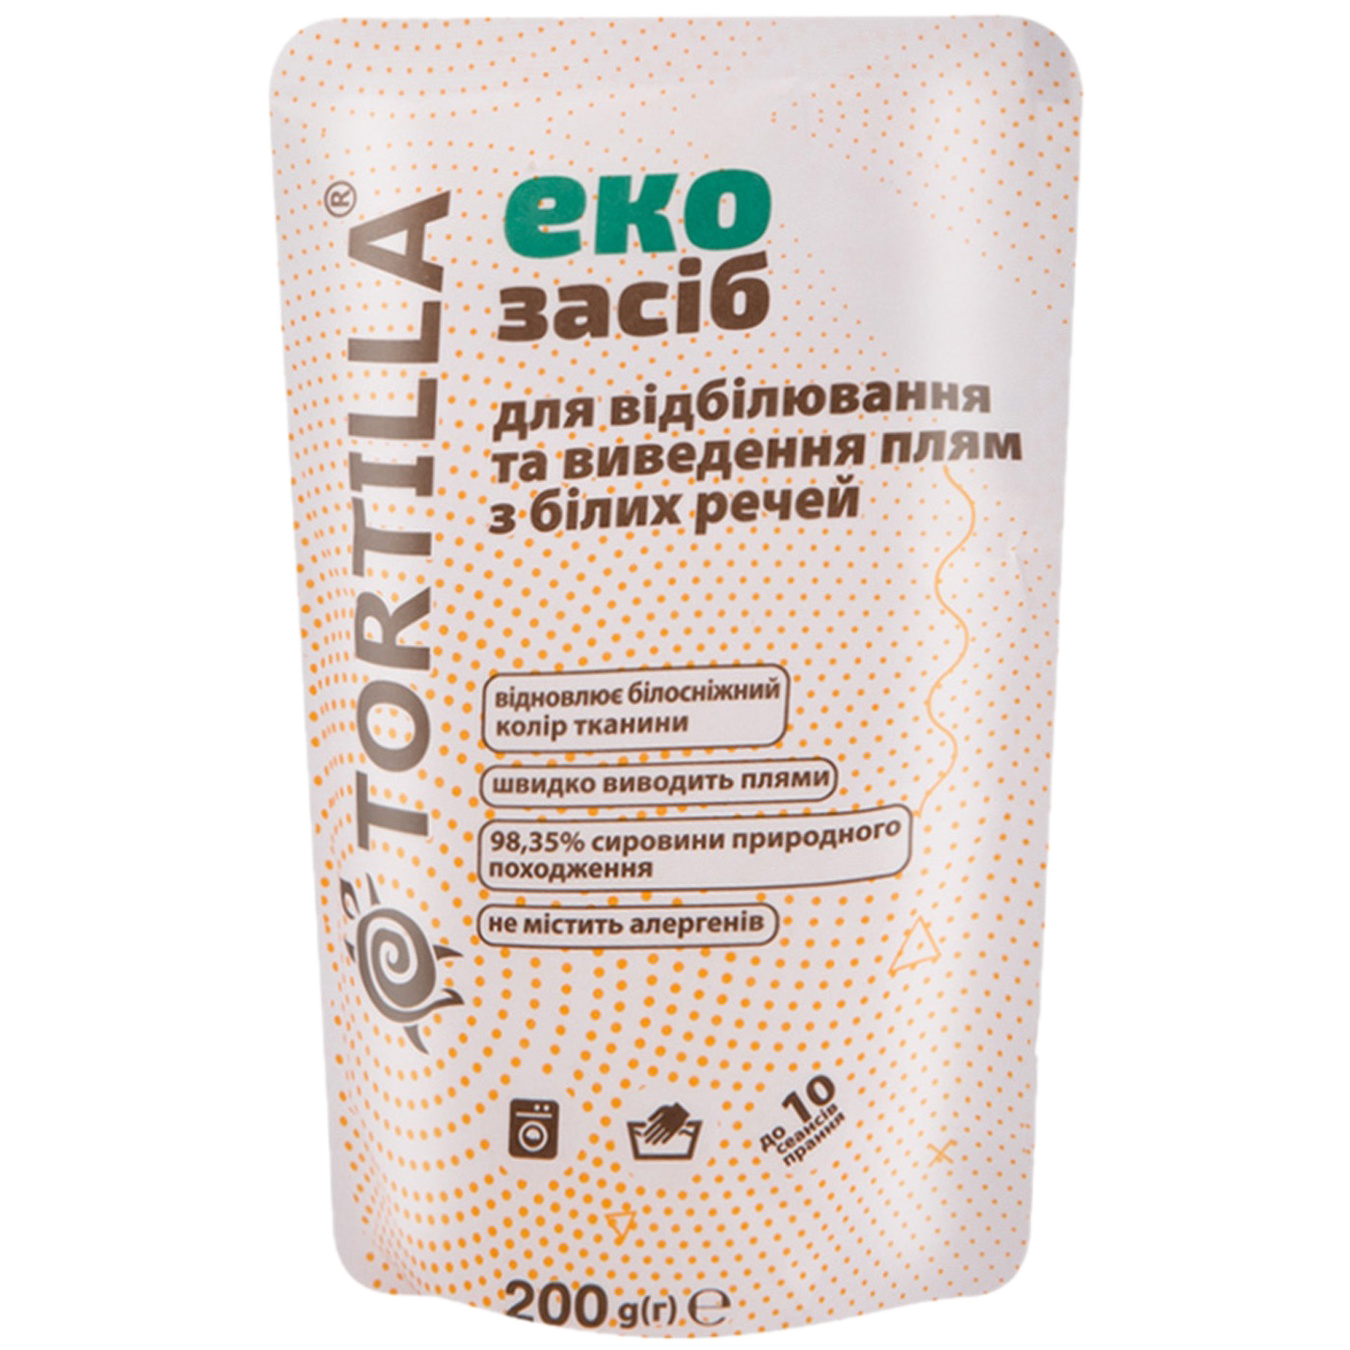 TORTILLA®
еко
засіб
для відбілювання
та виведення плям
з білих речей
відновлює білосніжний
колір тканини
швидко виводить плями
98,35% сировини природного
походження
не містить алергенів
до 10
сеансів
прання
200 g(г) ℮